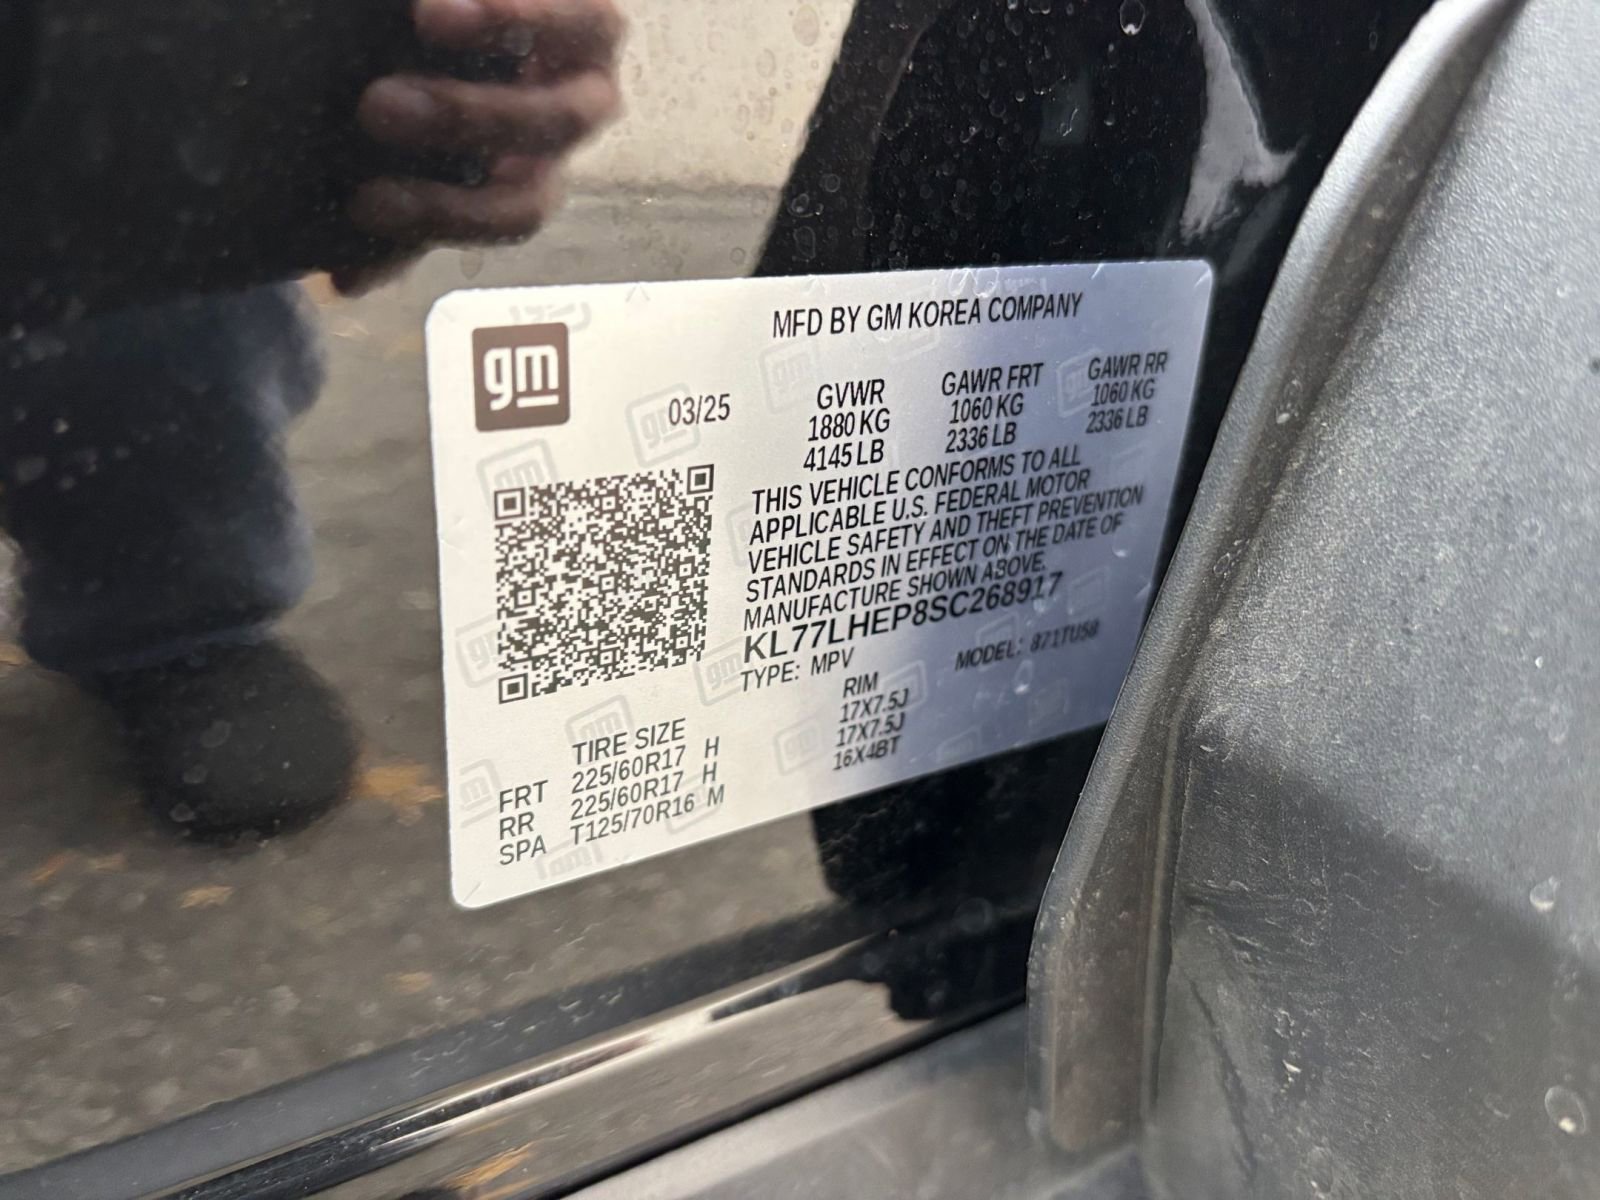 gm
MFD BY GM KOREA COMPANY
03/25
GVWR GAWR FRT GAWR RR
1880 KG 1060 KG 1060 KG
4145 LB 2336 LB 2336 LB
THIS VEHICLE CONFORMS TO ALL
APPLICABLE U.S. FEDERAL MOTOR
VEHICLE SAFETY AND THEFT PREVENTION
STANDARDS IN EFFECT ON THE DATE OF
MANUFACTURE SHOWN ABOVE.
KL77LHEP8SC268917
TYPE: MPV MODEL: 871TU58
TIRE SIZE RIM
FRT 225/60R17 H 17X7.5J
RR 225/60R17 H 17X7.5J
SPA T125/70R16 M 16X4BT